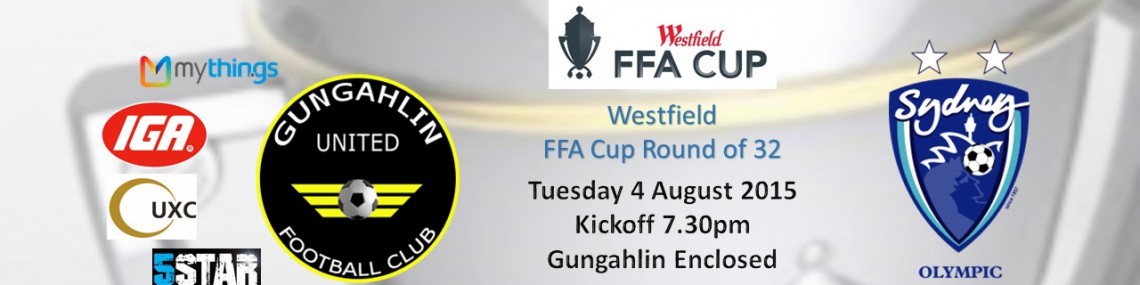 mythings
IGA
UXC
5STAR
GUNGAHLIN
UNITED
FOOTBALL CLUB
Westfield
FFA CUP
Westfield
FFA Cup Round of 32
Tuesday 4 August 2015
Kickoff 7.30pm
Gungahlin Enclosed
Sydney
OLYMPIC